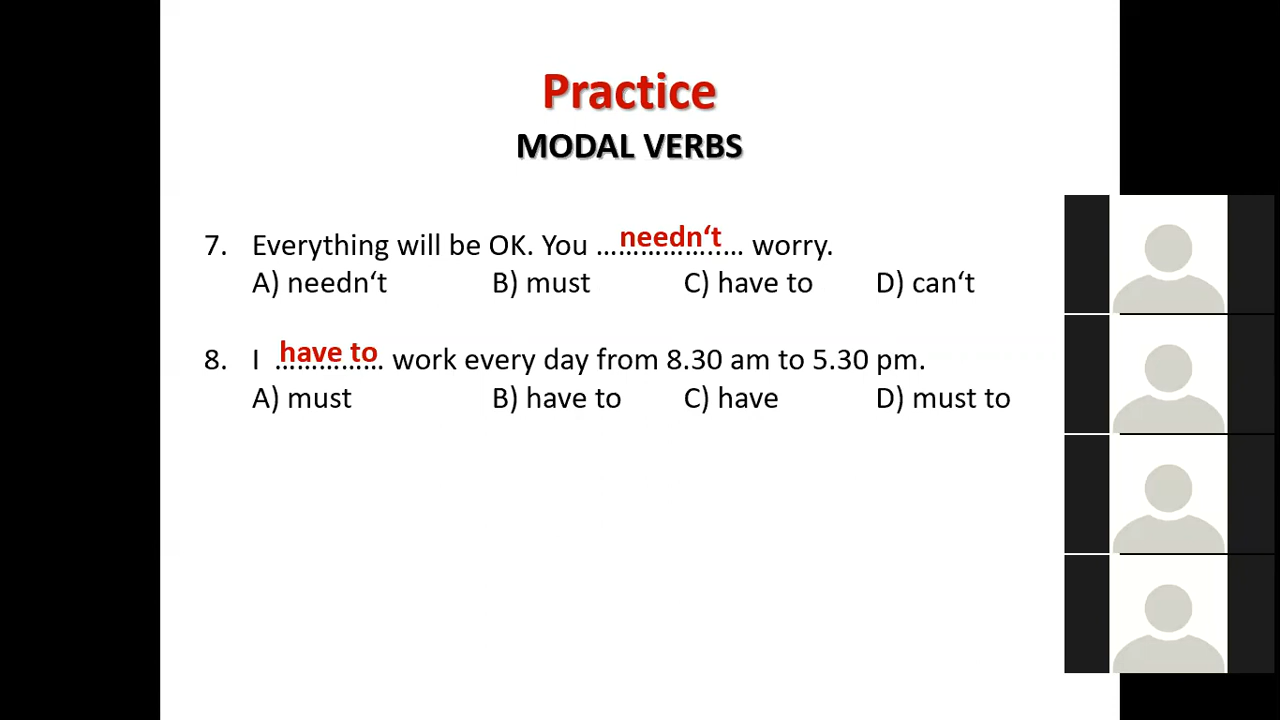 Practice
MODAL VERBS
7. Everything will be OK. You ……needn‘t……..… worry.
A) needn‘t B) must C) have to D) can‘t
8. I ……have to……… work every day from 8.30 am to 5.30 pm.
A) must B) have to C) have D) must to